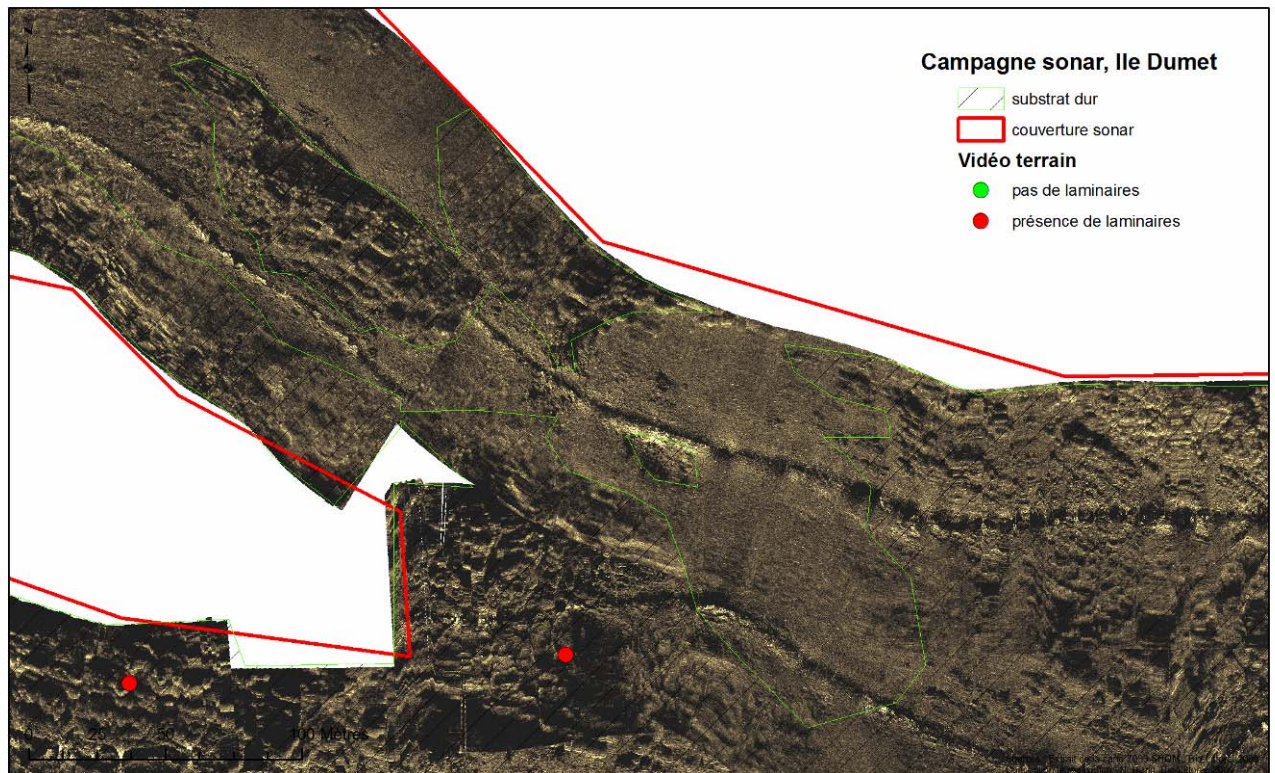 Campagne sonar, Ile Dumet
substrat dur
couverture sonar
Vidéo terrain
pas de laminaires
présence de laminaires
0 25 50 100 Mètres